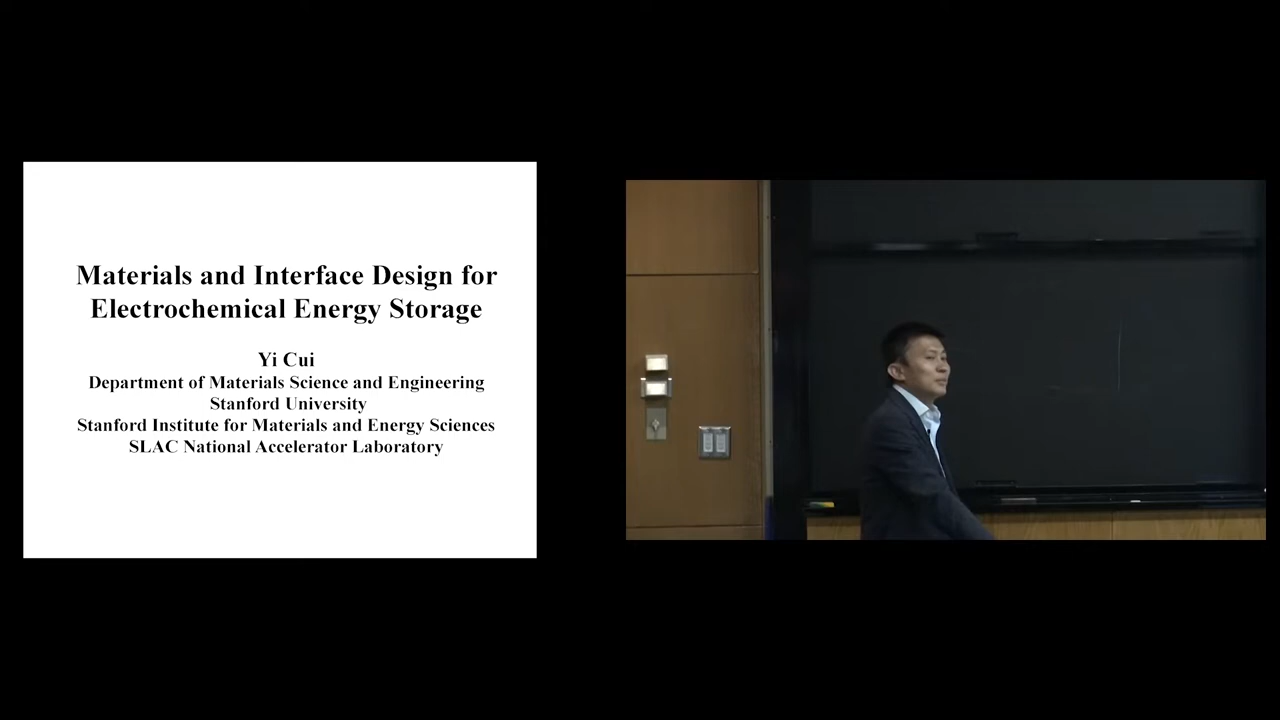 Materials and Interface Design for
Electrochemical Energy Storage
Yi Cui
Department of Materials Science and Engineering
Stanford University
Stanford Institute for Materials and Energy Sciences
SLAC National Accelerator Laboratory